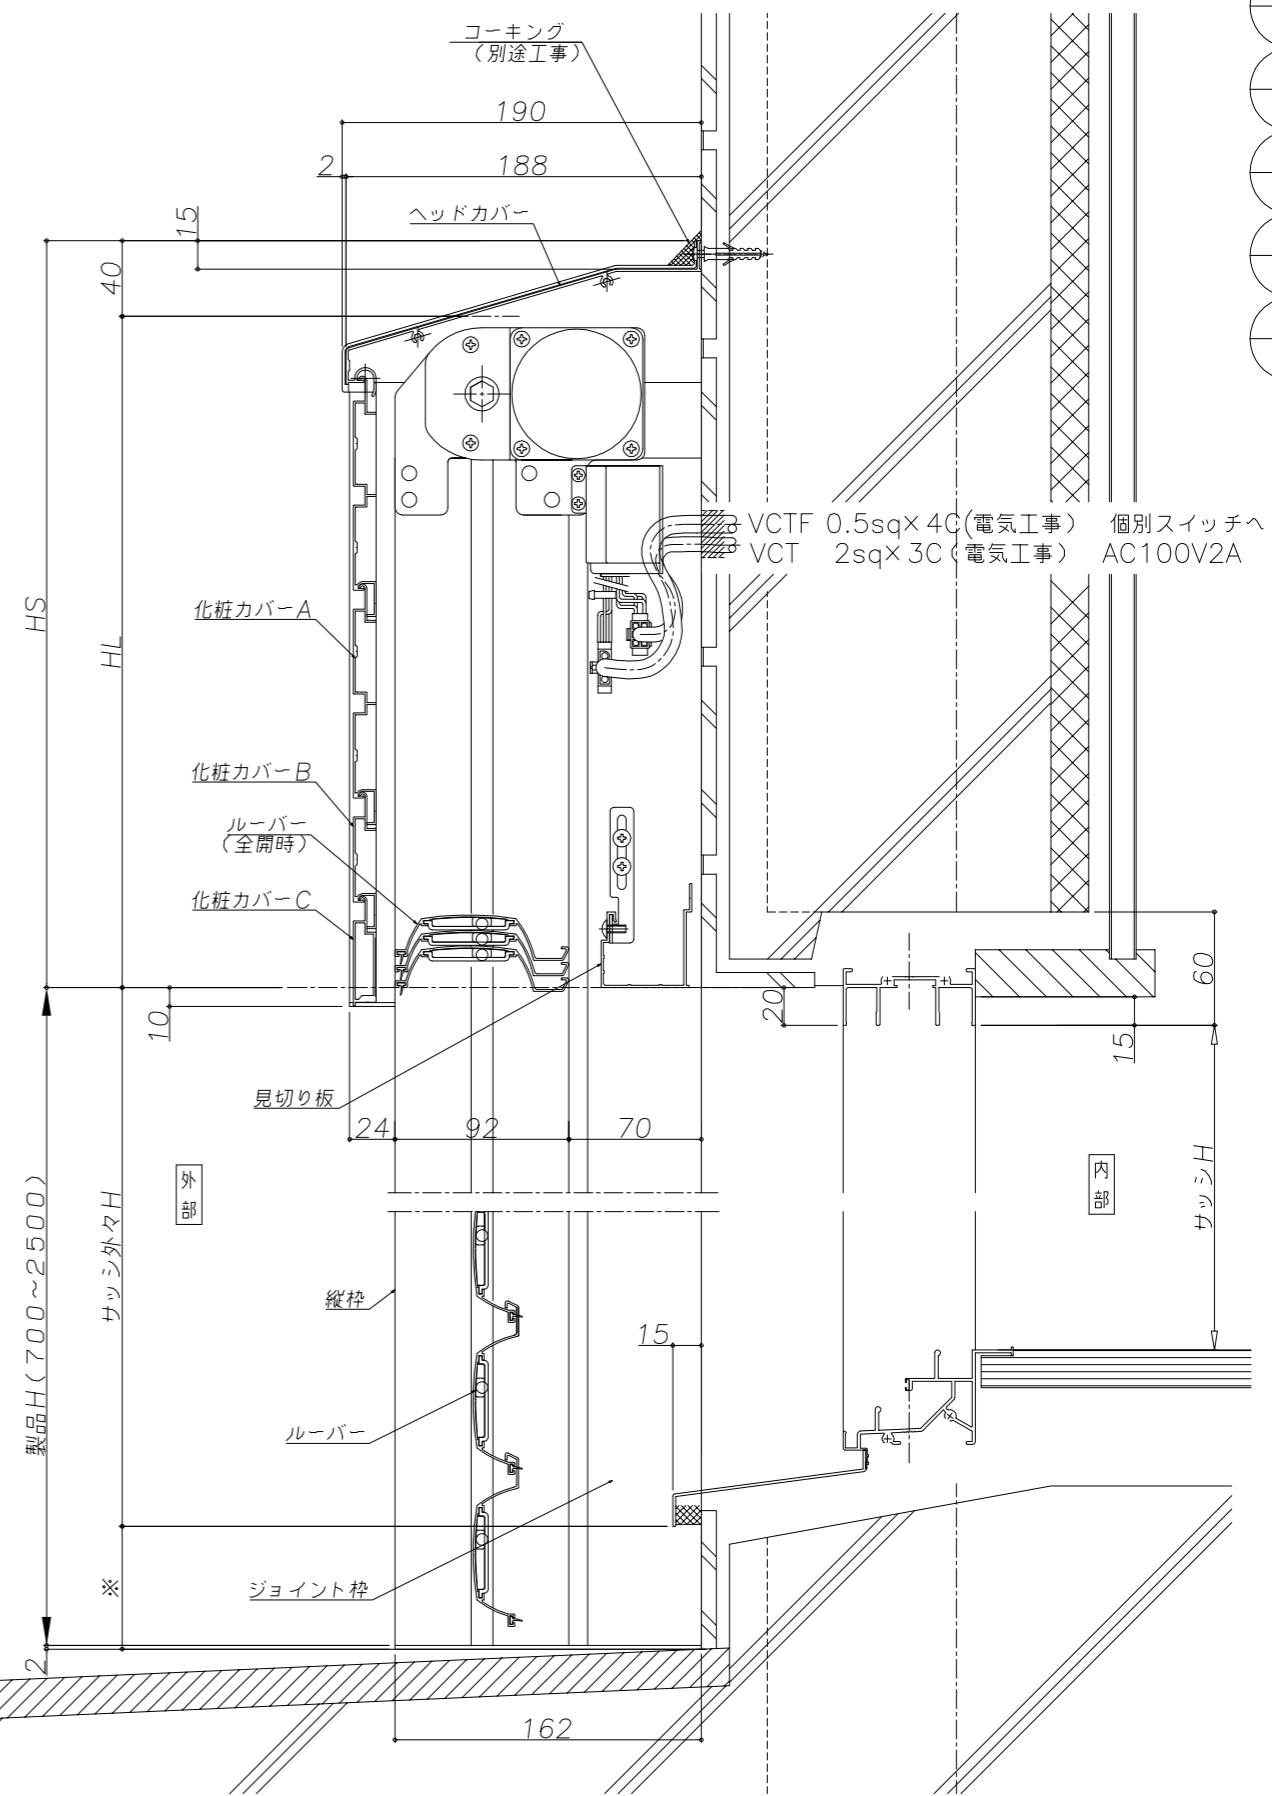 コーキング
（別途工事）
190
2
188
15
ヘッドカバー
40
VCTF 0.5sq×4C(電気工事) 個別スイッチへ
VCT 2sq×3C(電気工事) AC100V2A
HS
HL
化粧カバーA
化粧カバーB
ルーバー
（全開時）
化粧カバーC
10
20
60
15
見切り板
24
92
70
外部
内部
製品H(700~2500)
サッシ外々H
サッシH
縦枠
15
ルーバー
ジョイント枠
※
2
162